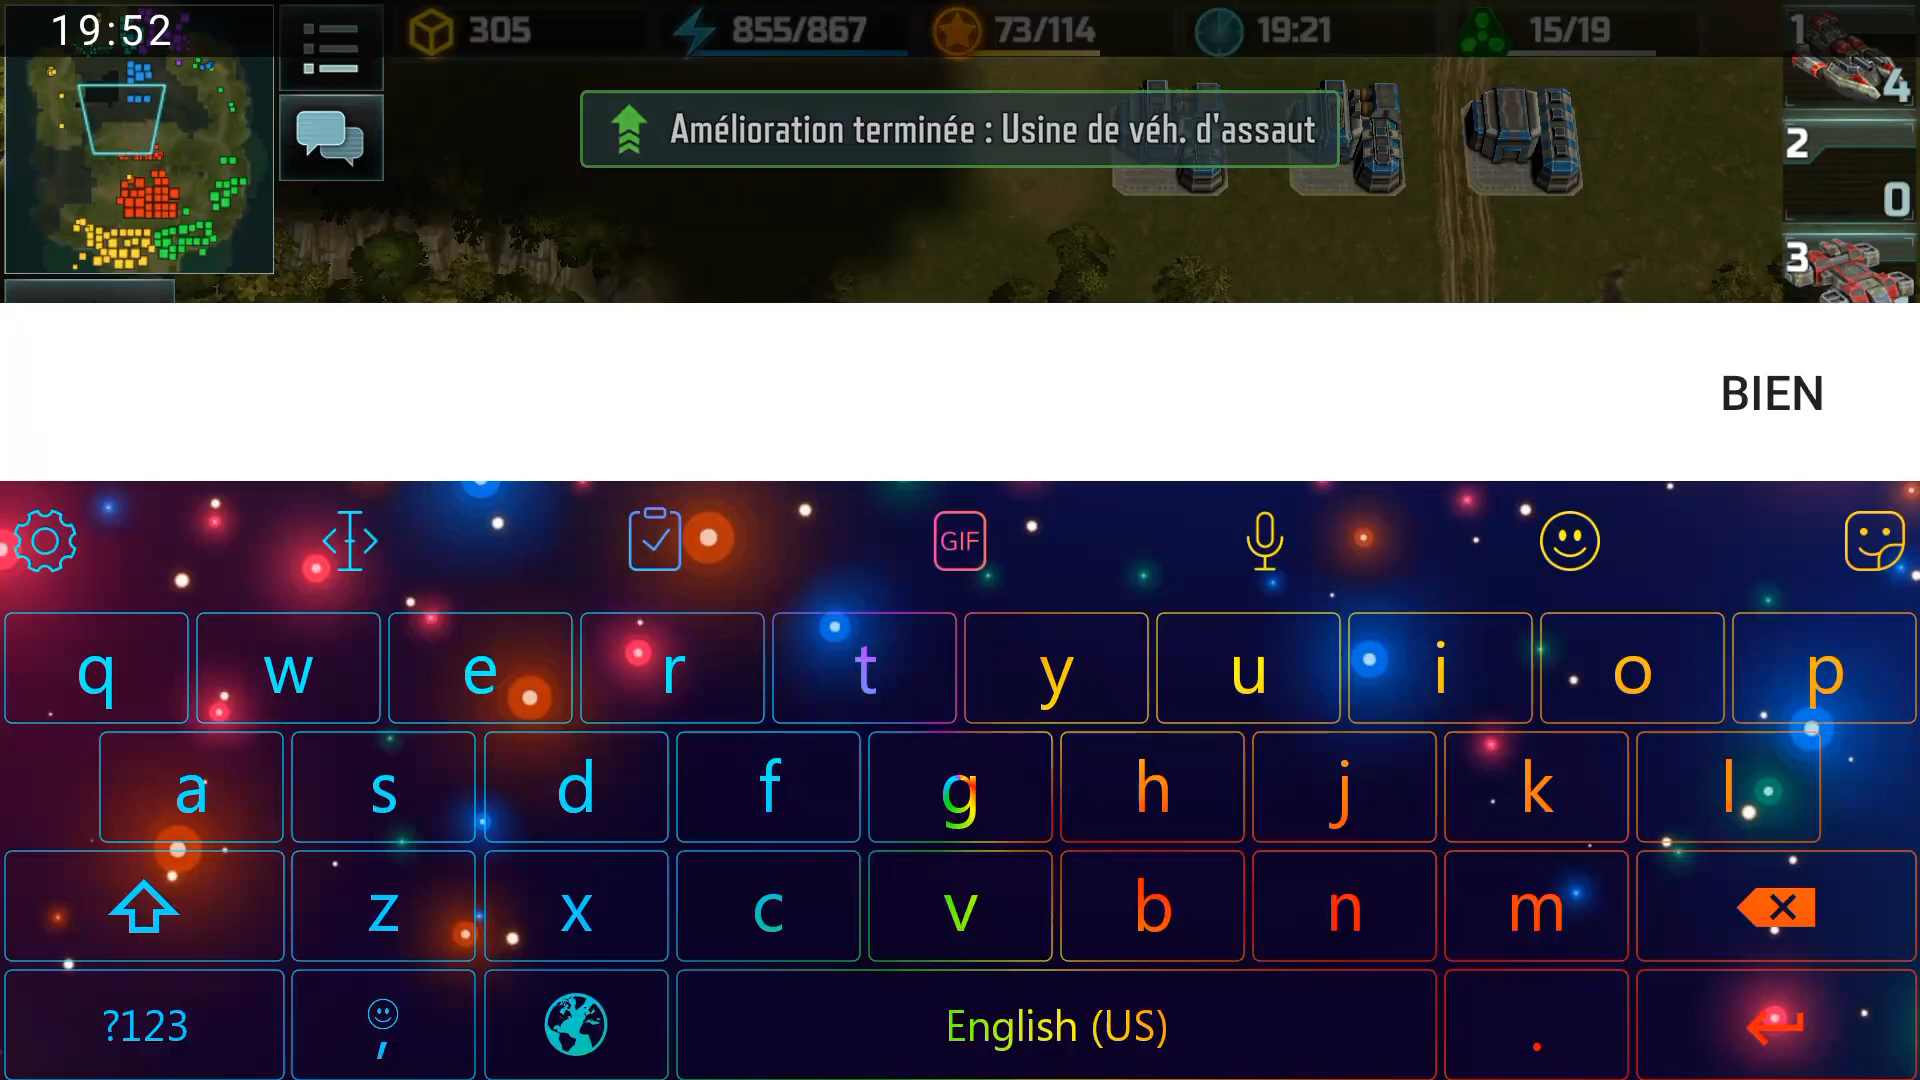 19:52
305
855/867
73/114
19:21
15/19
1
4
Amélioration terminée : Usine de véh. d'assaut
2
0
3
BIEN
GIF
q w e r t y u i o p
a s d f g h j k l
z x c v b n m
?123 , English (US) .